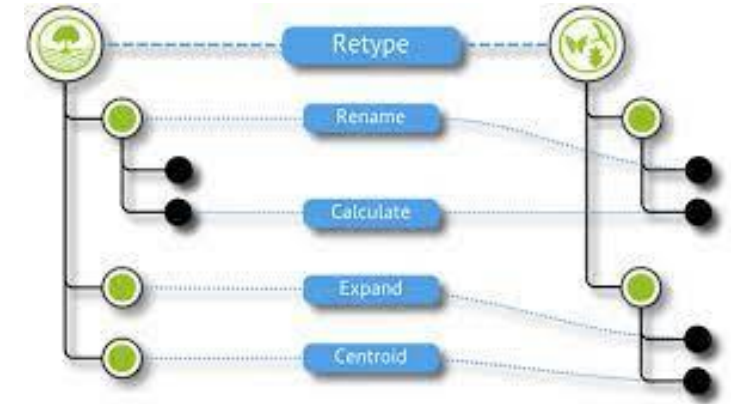 Retype
Rename
Calculate
Expand
Centroid